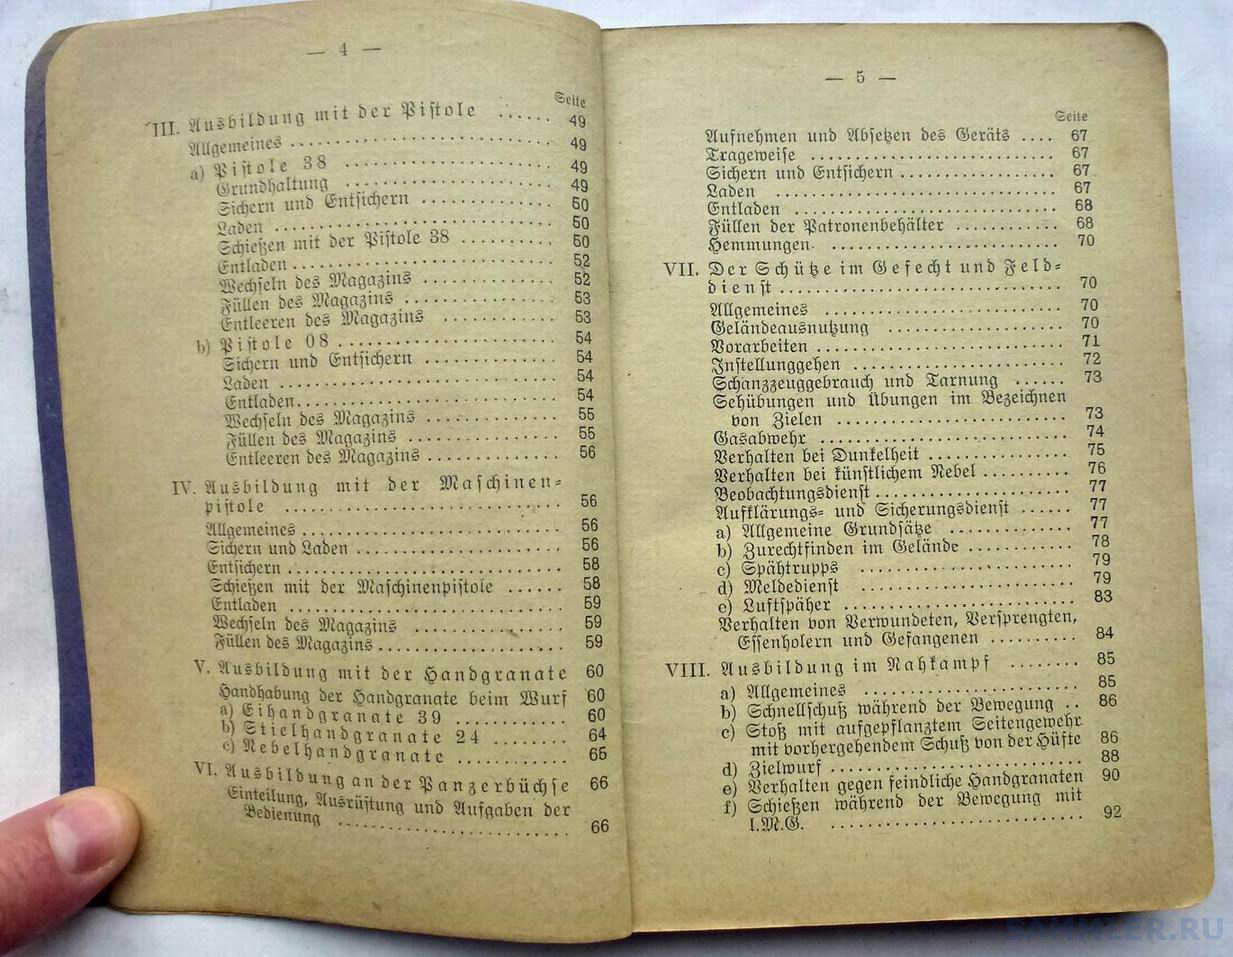 — 4 —
Seite
III. Ausbildung mit der Pistole ...... 49
Allgemeines ............ 49
a) Pistole 38 ............ 49
Grundhaltung ............ 49
Sichern und Entsichern ............ 50
Laden ............ 50
Schießen mit der Pistole 38 ............ 50
Entladen ............ 52
Wechseln des Magazins ............ 52
Füllen des Magazins ............ 53
Entleeren des Magazins ............ 53
b) Pistole 08 ............ 54
Sichern und Entsichern ............ 54
Laden ............ 54
Entladen ............ 54
Wechseln des Magazins ............ 55
Füllen des Magazins ............ 55
Entleeren des Magazins ............ 56
IV. Ausbildung mit der Maschinen-
pistole ............ 56
Allgemeines ............ 56
Sichern und Laden ............ 56
Entsichern ............ 58
Schießen mit der Maschinenpistole ...... 58
Entladen ............ 59
Wechseln des Magazins ............ 59
Füllen des Magazins ............ 59
V. Ausbildung mit der Handgranate 60
Handhabung der Handgranate beim Wurf 60
a) Eihandgranate 39 ............ 60
b) Stielhandgranate 24 ........ 64
c) Nebelhandgranate ............ 65
VI. Ausbildung an der Panzerbüchse 66
Einteilung, Ausrüstung und Aufgaben der
Bedienung ............ 66
— 5 —
Seite
Aufnehmen und Absetzen des Geräts .... 67
Trageweise ............ 67
Sichern und Entsichern ............ 67
Laden ............ 67
Entladen ............ 68
Füllen der Patronenbehälter ............ 68
Hemmungen ............ 70
VII. Der Schütze im Gefecht und Feld-
dienst ............ 70
Allgemeines ............ 70
Geländeausnutzung ............ 70
Vorarbeiten ............ 71
Instellunggehen ............ 72
Schanzzeuggebrauch und Tarnung ...... 73
Sehübungen und Übungen im Bezeichnen
von Zielen ............ 73
Gasabwehr ............ 74
Verhalten bei Dunkelheit ............ 75
Verhalten bei künstlichem Nebel .......... 76
Beobachtungsdienst ............ 77
Aufklärungs- und Sicherungsdienst ...... 77
a) Allgemeine Grundsätze ............ 77
b) Zurechtfinden im Gelände ............ 78
c) Spähtrupps ............ 79
d) Meldedienst ............ 79
e) Luftspäher ............ 83
Verhalten von Verwundeten, Versprengten,
Essenholern und Gefangenen .......... 84
VIII. Ausbildung im Nahkampf ........ 85
a) Allgemeines ............ 85
b) Schnellschuß während der Bewegung .. 86
c) Stoß mit aufgepflanztem Seitengewehr
mit vorhergehendem Schuß von der Hüfte 86
d) Zielwurf ............ 88
e) Verhalten gegen feindliche Handgranaten 90
f) Schießen während der Bewegung mit
l.M.G. ............ 92